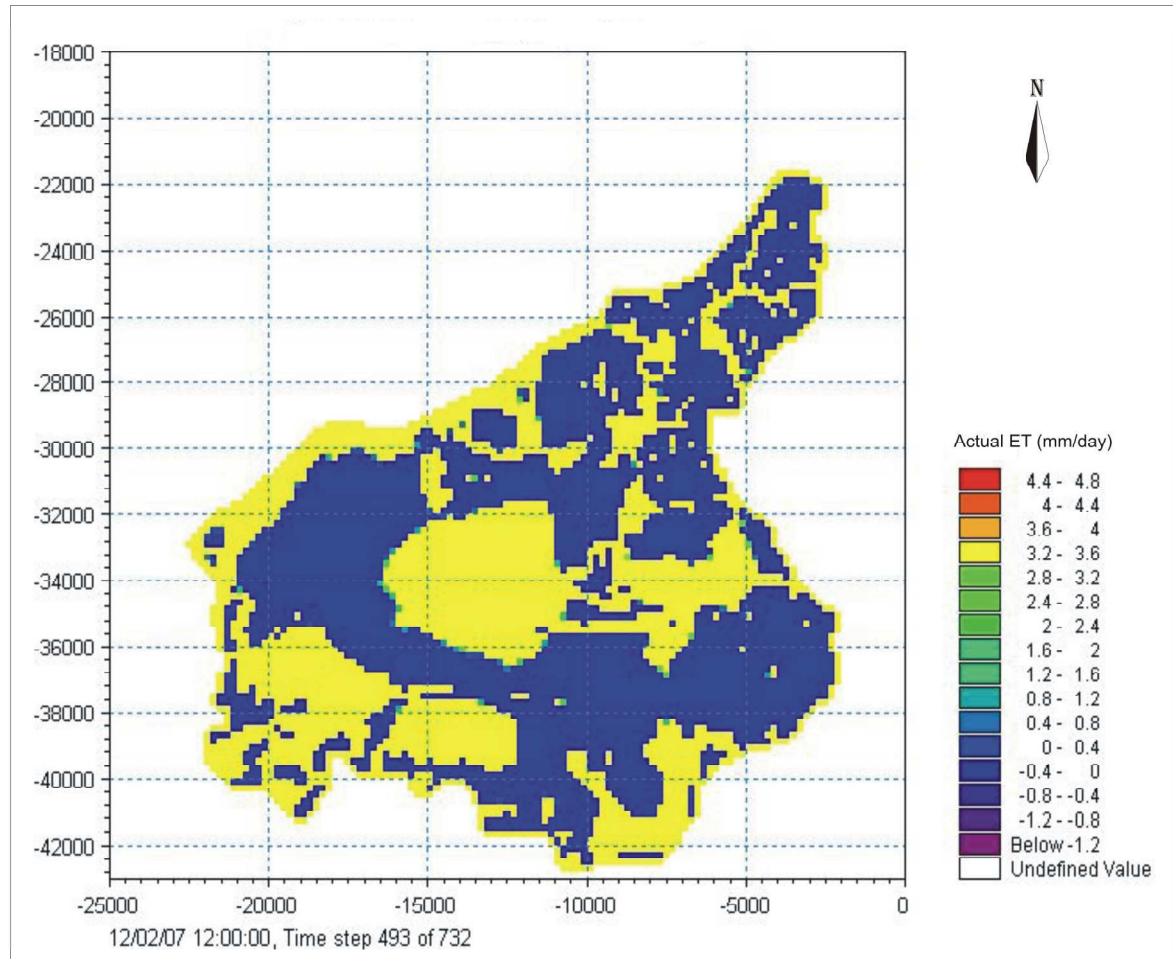 N
-18000
-20000
-22000
-24000
-26000
-28000
-30000
-32000
-34000
-36000
-38000
-40000
-42000
-25000 -20000 -15000 -10000 -5000 0
12/02/07 12:00:00, Time step 493 of 732
Actual ET (mm/day)
4.4 - 4.8
4 - 4.4
3.6 - 4
3.2 - 3.6
2.8 - 3.2
2.4 - 2.8
2 - 2.4
1.6 - 2
1.2 - 1.6
0.8 - 1.2
0.4 - 0.8
0 - 0.4
-0.4 - 0
-0.8 - -0.4
-1.2 - -0.8
Below -1.2
Undefined Value